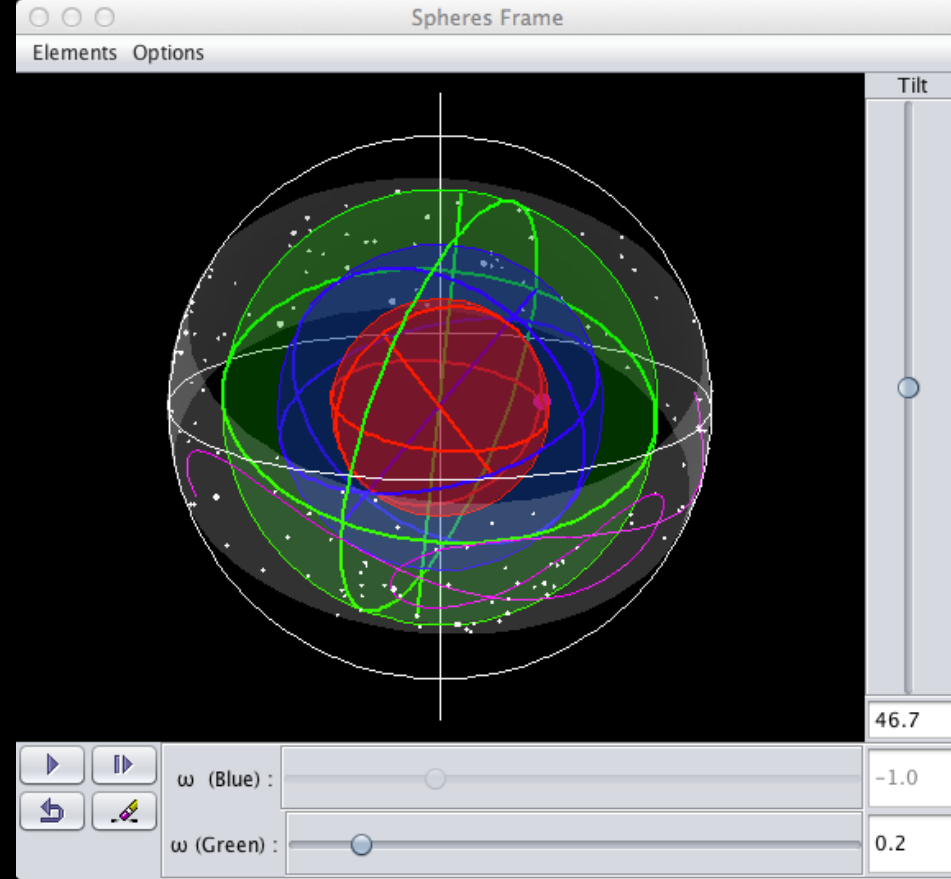 Spheres Frame
Elements Options
Tilt
46.7
ω (Blue) :
-1.0
ω (Green) :
0.2